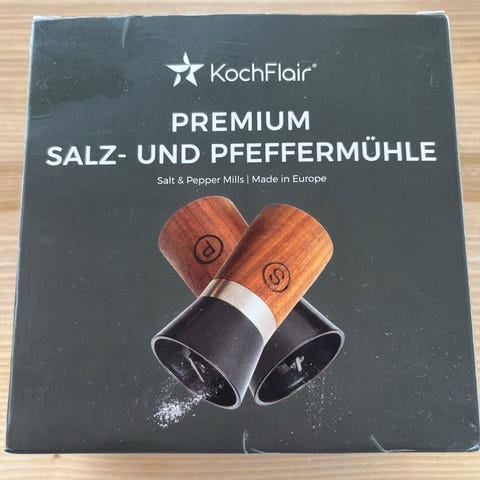 KochFlair®
PREMIUM
SALZ- UND PFEFFERMÜHLE
Salt & Pepper Mills | Made in Europe
P
S